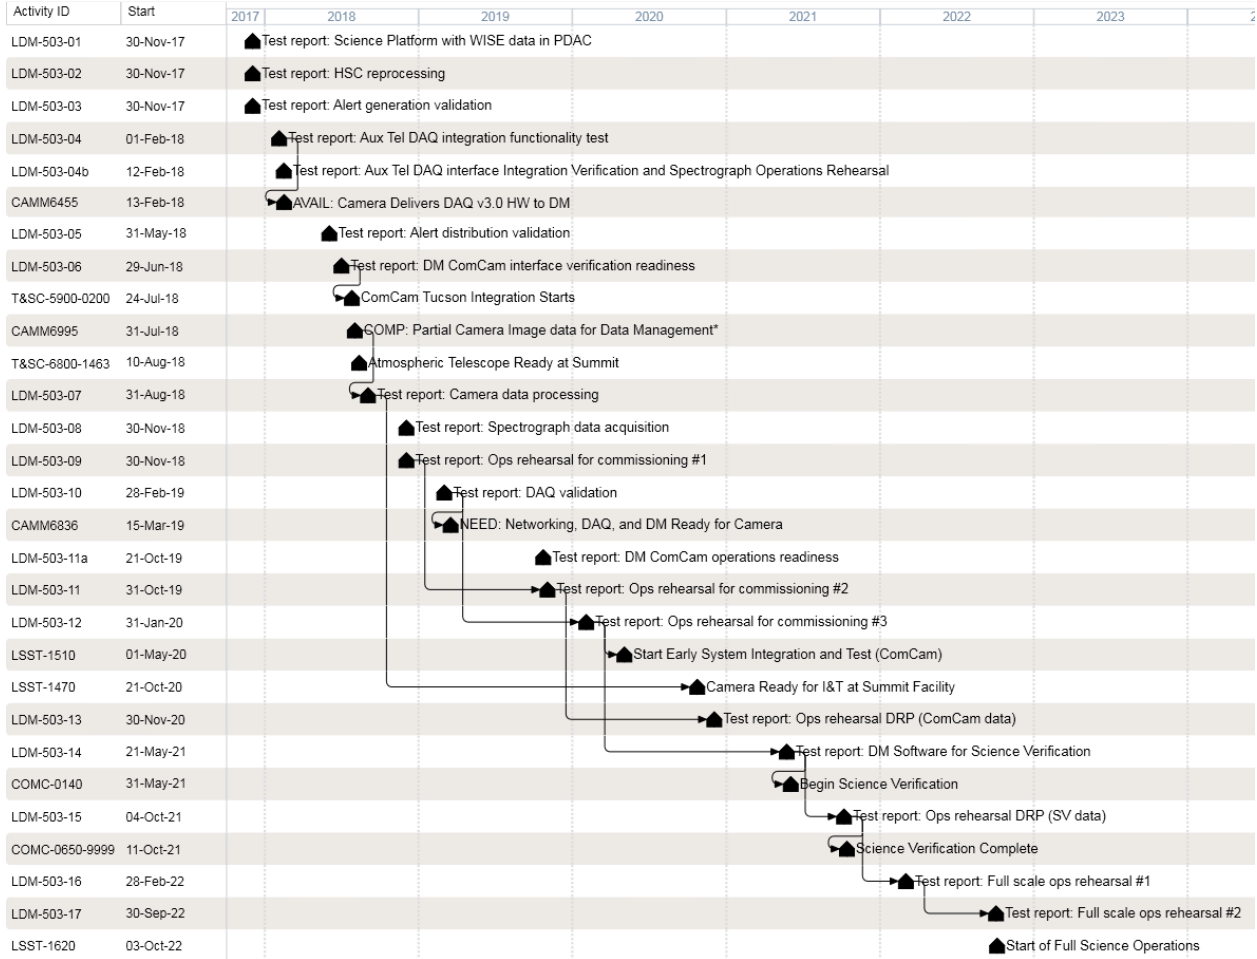 Activity ID Start 2017 2018 2019 2020 2021 2022 2023 2
LDM-503-01 30-Nov-17 Test report: Science Platform with WISE data in PDAC
LDM-503-02 30-Nov-17 Test report: HSC reprocessing
LDM-503-03 30-Nov-17 Test report: Alert generation validation
LDM-503-04 01-Feb-18 Test report: Aux Tel DAQ integration functionality test
LDM-503-04b 12-Feb-18 Test report: Aux Tel DAQ interface Integration Verification and Spectrograph Operations Rehearsal
CAMM6455 13-Feb-18 AVAIL: Camera Delivers DAQ v3.0 HW to DM
LDM-503-05 31-May-18 Test report: Alert distribution validation
LDM-503-06 29-Jun-18 Test report: DM ComCam interface verification readiness
T&SC-5900-0200 24-Jul-18 ComCam Tucson Integration Starts
CAMM6995 31-Jul-18 COMP: Partial Camera Image data for Data Management*
T&SC-6800-1463 10-Aug-18 Atmospheric Telescope Ready at Summit
LDM-503-07 31-Aug-18 Test report: Camera data processing
LDM-503-08 30-Nov-18 Test report: Spectrograph data acquisition
LDM-503-09 30-Nov-18 Test report: Ops rehearsal for commissioning #1
LDM-503-10 28-Feb-19 Test report: DAQ validation
CAMM6836 15-Mar-19 NEED: Networking, DAQ, and DM Ready for Camera
LDM-503-11a 21-Oct-19 Test report: DM ComCam operations readiness
LDM-503-11 31-Oct-19 Test report: Ops rehearsal for commissioning #2
LDM-503-12 31-Jan-20 Test report: Ops rehearsal for commissioning #3
LSST-1510 01-May-20 Start Early System Integration and Test (ComCam)
LSST-1470 21-Oct-20 Camera Ready for I&T at Summit Facility
LDM-503-13 30-Nov-20 Test report: Ops rehearsal DRP (ComCam data)
LDM-503-14 21-May-21 Test report: DM Software for Science Verification
COMC-0140 31-May-21 Begin Science Verification
LDM-503-15 04-Oct-21 Test report: Ops rehearsal DRP (SV data)
COMC-0650-9999 11-Oct-21 Science Verification Complete
LDM-503-16 28-Feb-22 Test report: Full scale ops rehearsal #1
LDM-503-17 30-Sep-22 Test report: Full scale ops rehearsal #2
LSST-1620 03-Oct-22 Start of Full Science Operations